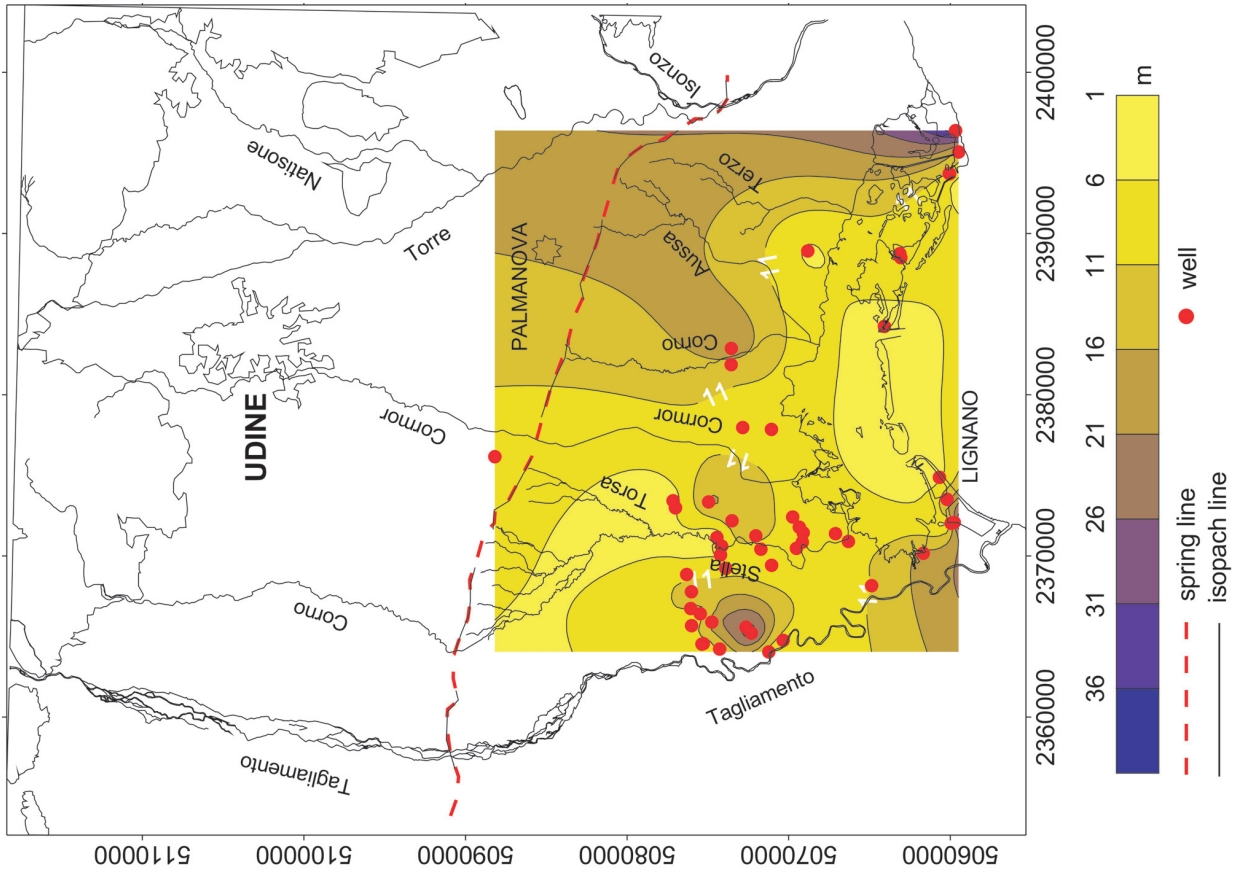 Tagliamento
Corno
Cormor
UDINE
Torre
Natisone
Isonzo
PALMANOVA
Torsa
Cormor
Corno
Aussa
Terzo
Stella
Tagliamento
LIGNANO
11
11
11
11
11
11
5110000
5100000
5090000
5080000
5070000
5060000
2360000
2370000
2380000
2390000
2400000
36
31
26
21
16
11
6
1
m
spring line
isopach line
well